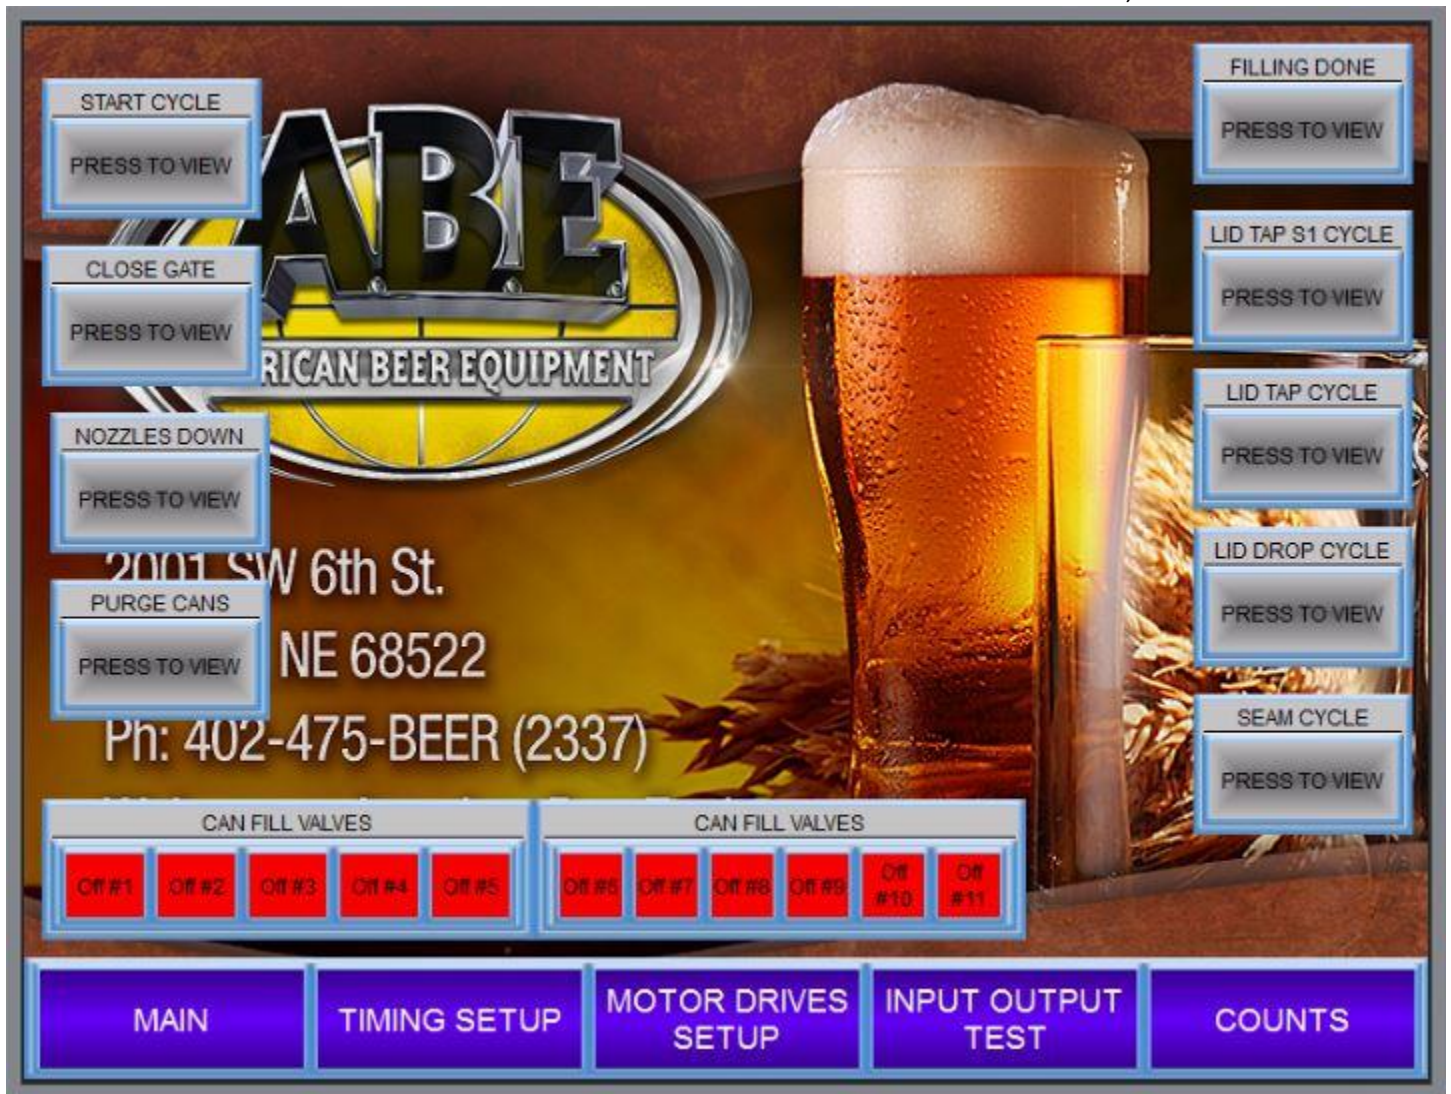 START CYCLE
PRESS TO VIEW
CLOSE GATE
PRESS TO VIEW
NOZZLES DOWN
PRESS TO VIEW
PURGE CANS
PRESS TO VIEW
A.B.E.
RICAN BEER EQUIPMENT
2001 SW 6th St.
NE 68522
Ph: 402-475-BEER (2337)
FILLING DONE
PRESS TO VIEW
LID TAP S1 CYCLE
PRESS TO VIEW
LID TAP CYCLE
PRESS TO VIEW
LID DROP CYCLE
PRESS TO VIEW
SEAM CYCLE
PRESS TO VIEW
CAN FILL VALVES
Off #1 Off #2 Off #3 Off #4 Off #5
CAN FILL VALVES
Off #6 Off #7 Off #8 Off #9 Off #10 Off #11
MAIN
TIMING SETUP
MOTOR DRIVES
SETUP
INPUT OUTPUT
TEST
COUNTS